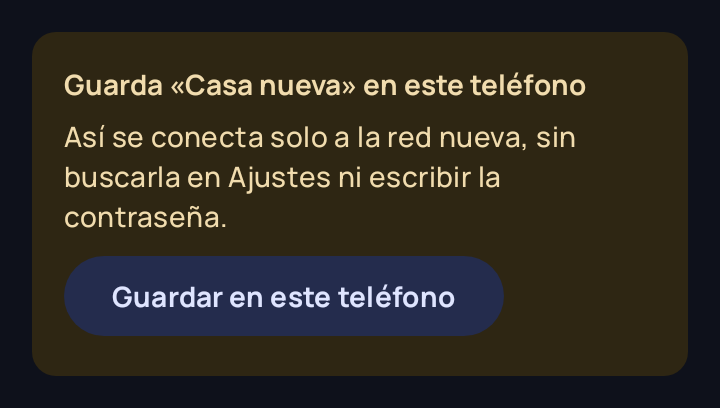 Guarda «Casa nueva» en este teléfono
Así se conecta solo a la red nueva, sin
buscarla en Ajustes ni escribir la
contraseña.
Guardar en este teléfono